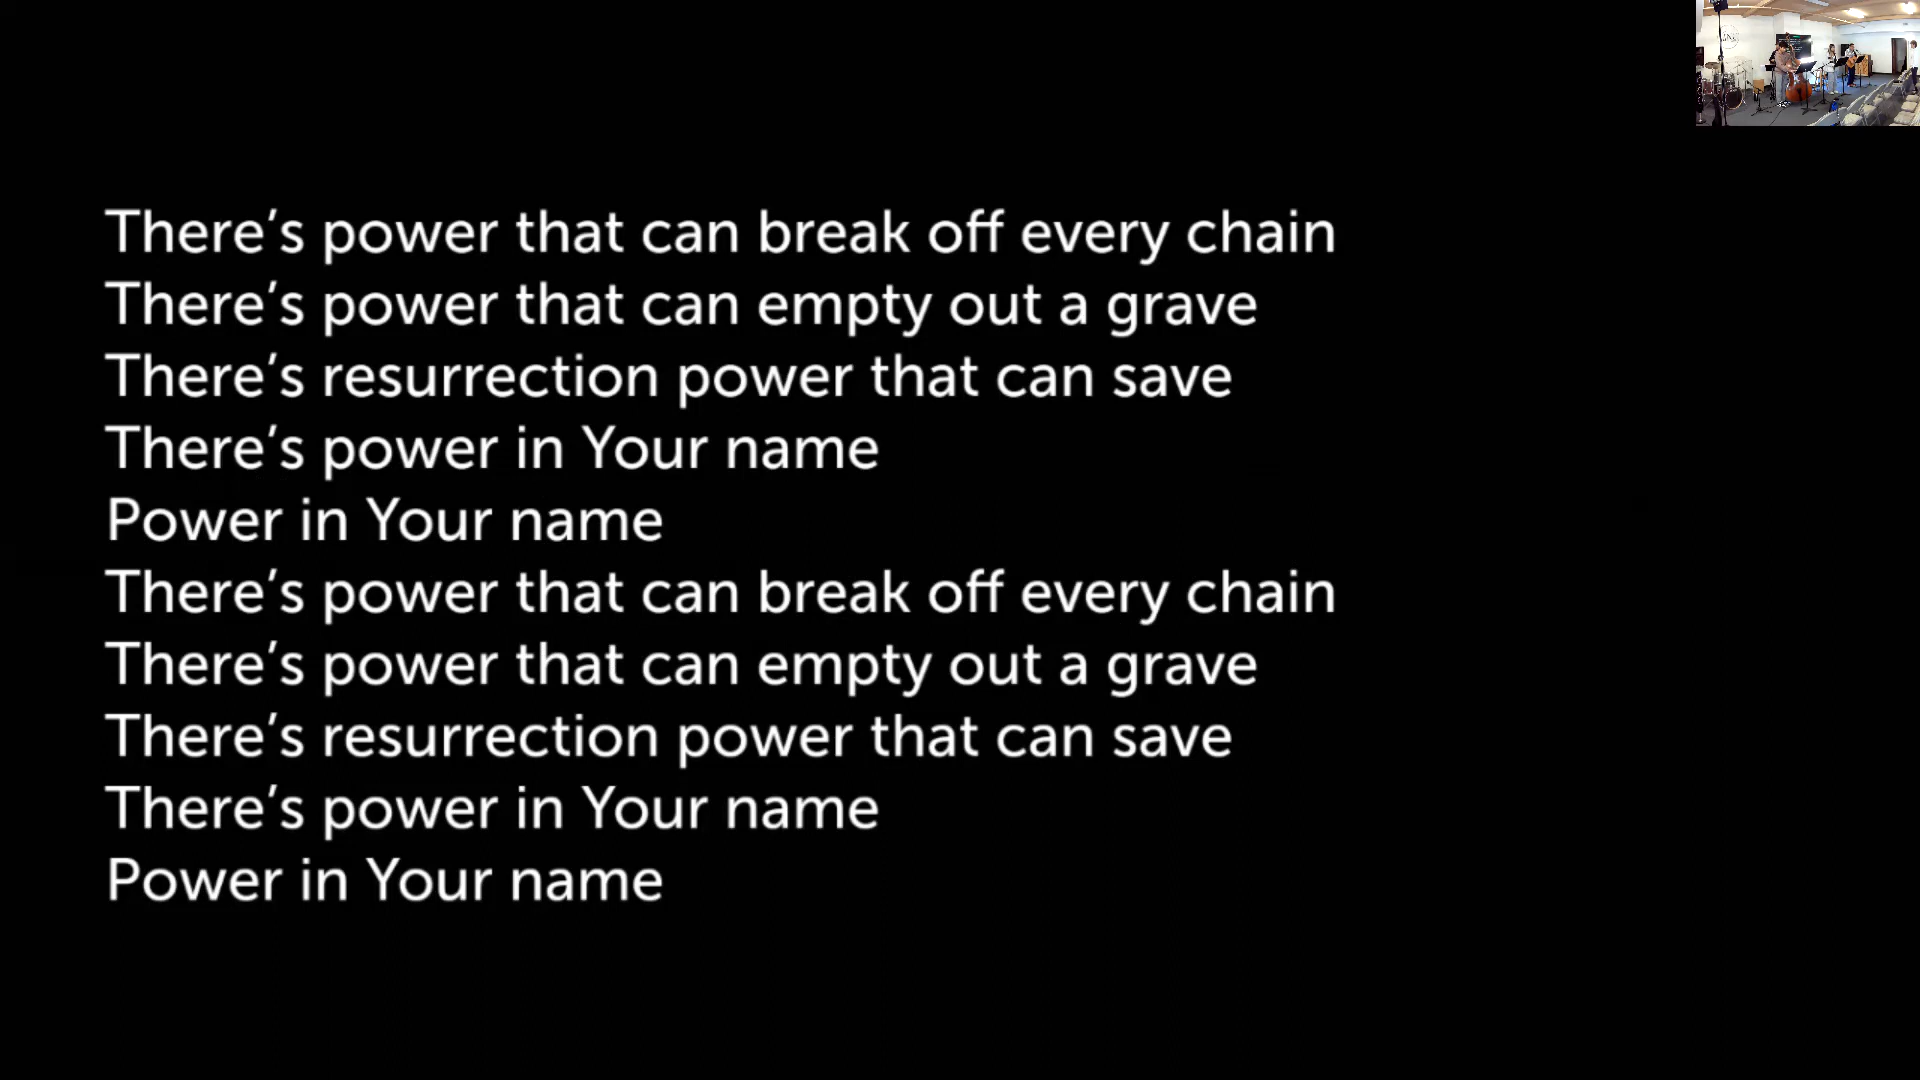 There's power that can break off every chain
There's power that can empty out a grave
There's resurrection power that can save
There's power in Your name
Power in Your name
There's power that can break off every chain
There's power that can empty out a grave
There's resurrection power that can save
There's power in Your name
Power in Your name